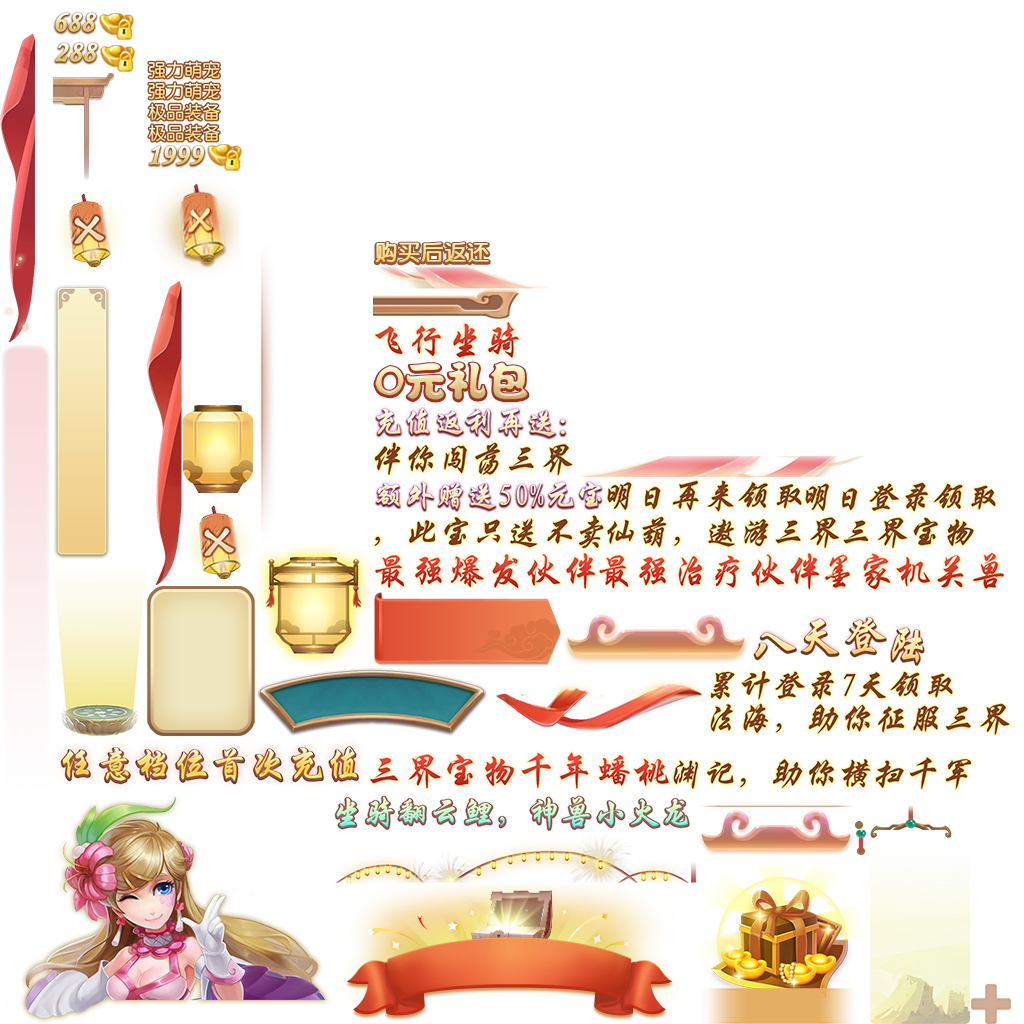 688
288
强力萌宠
强力萌宠
极品装备
极品装备
1999
购买后返还
飞行坐骑
0元礼包
充值返利再送：
伴你闯荡三界
额外赠送50%元宝明日再来领取明日登录领取
，此宝只送不卖仙葫，遨游三界三界宝物
最强爆发伙伴最强治疗伙伴墨家机关兽
八天登陆
累计登录7天领取
法海，助你征服三界
任意档位首次充值
三界宝物千年蟠桃渊记，助你横扫千军
坐骑翻云鲤，神兽小火龙